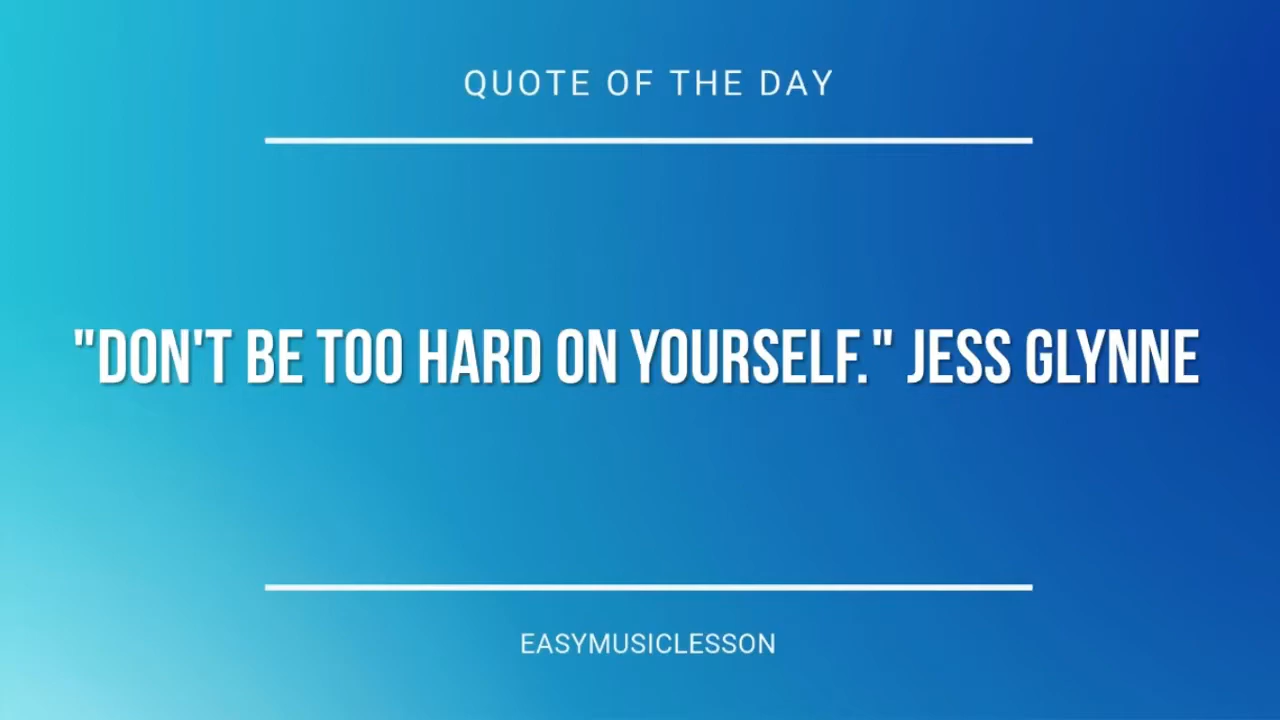 QUOTE OF THE DAY
"DON'T BE TOO HARD ON YOURSELF." JESS GLYNNE
EASYMUSICLESSON